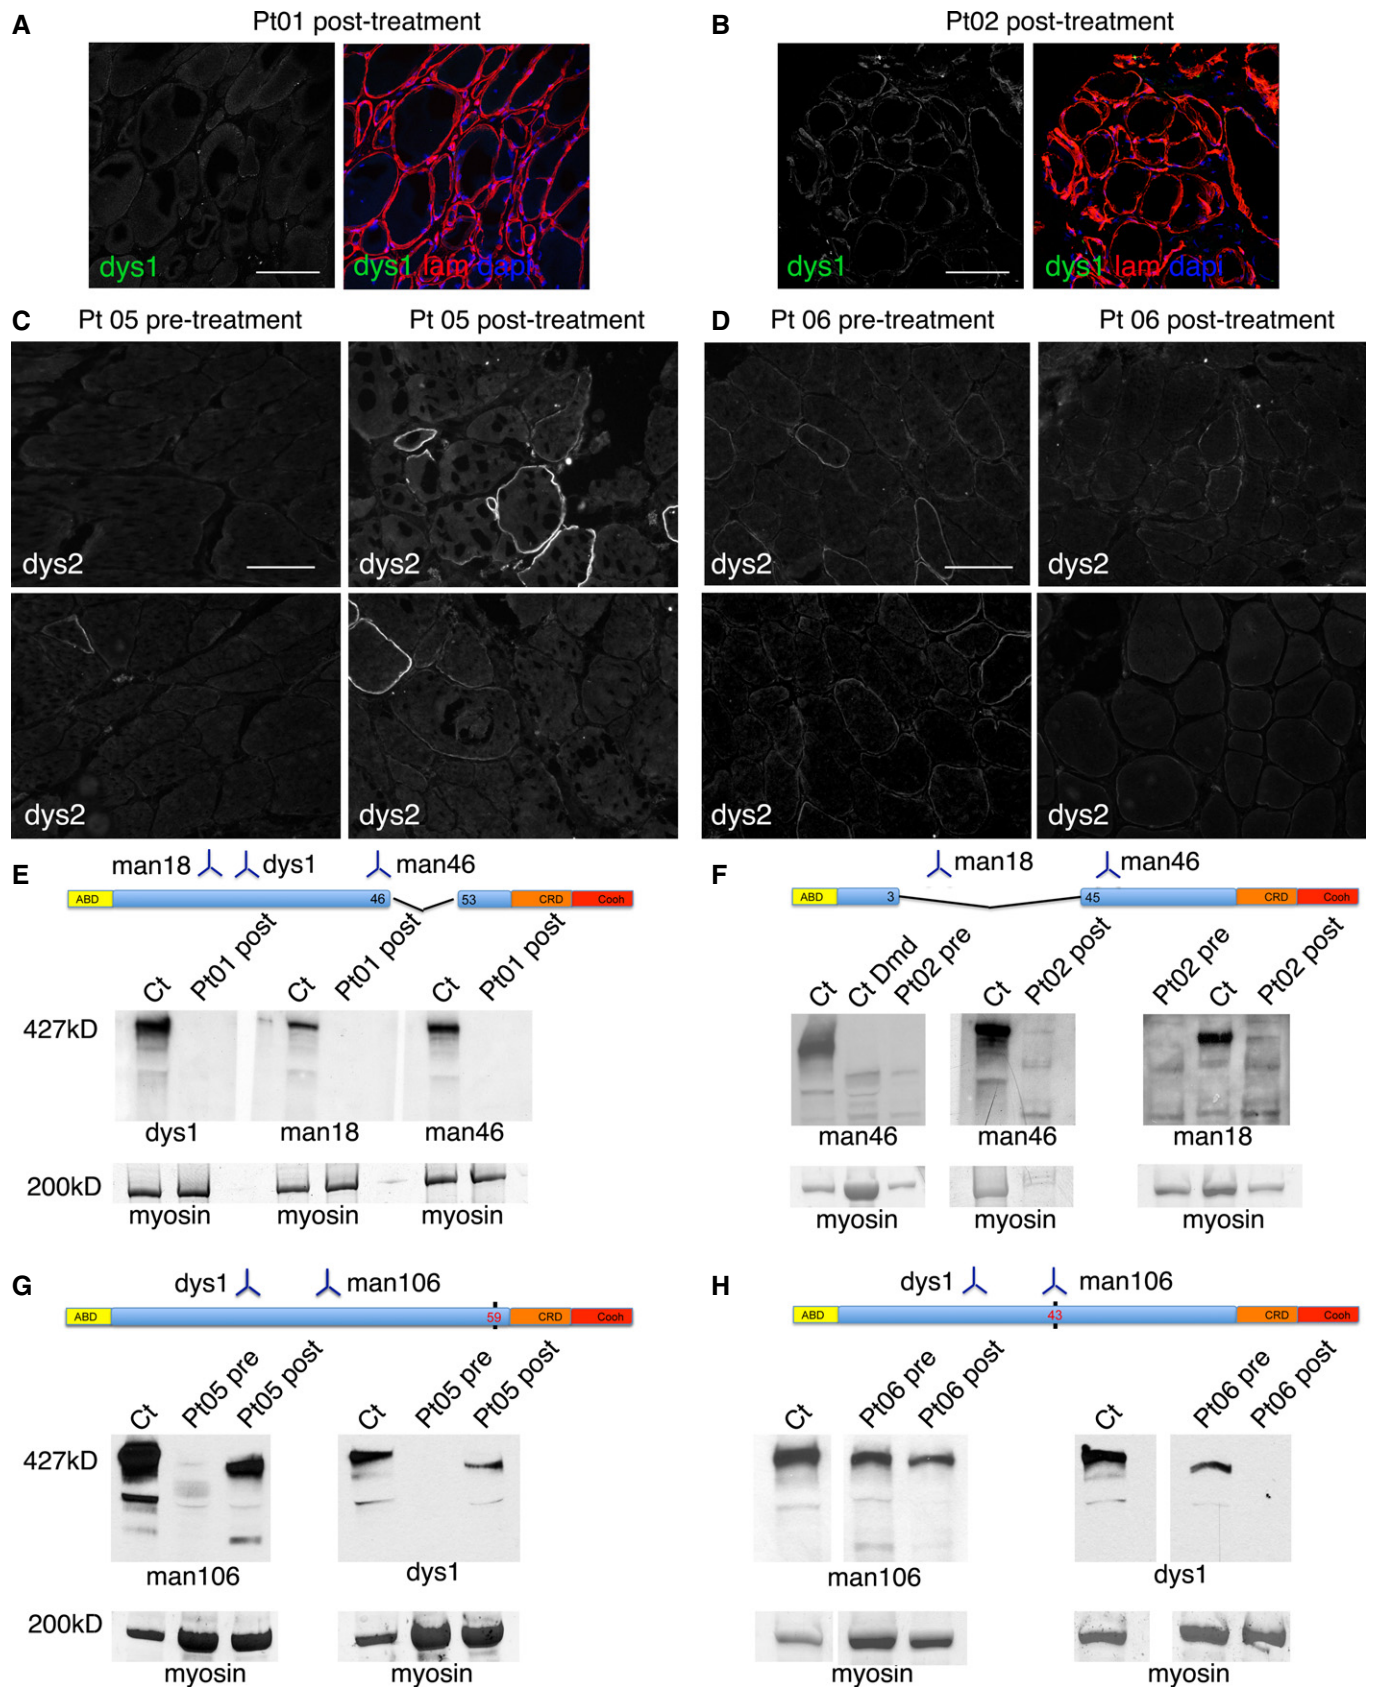 A
Pt01 post-treatment
dys1
dys1 lam dapi
B
Pt02 post-treatment
dys1
dys1 lam dapi
C
Pt 05 pre-treatment
Pt 05 post-treatment
dys2
dys2
dys2
dys2
D
Pt 06 pre-treatment
Pt 06 post-treatment
dys2
dys2
dys2
dys2
E
man18
dys1
man46
ABD
46
53
CRD
Cooh
Ct
Pt01 post
Ct
Pt01 post
Ct
Pt01 post
427kD
dys1
man18
man46
200kD
myosin
myosin
myosin
F
man18
man46
ABD
3
45
CRD
Cooh
Ct
Ct Dmd
Pt02 pre
Ct
Pt02 post
Pt02 pre
Ct
Pt02 post
man46
man46
man18
myosin
myosin
myosin
G
dys1
man106
ABD
59
CRD
Cooh
Ct
Pt05 pre
Pt05 post
Ct
Pt05 pre
Pt05 post
427kD
man106
dys1
200kD
myosin
myosin
H
dys1
man106
ABD
43
CRD
Cooh
Ct
Pt06 pre
Pt06 post
Ct
Pt06 pre
Pt06 post
man106
dys1
myosin
myosin